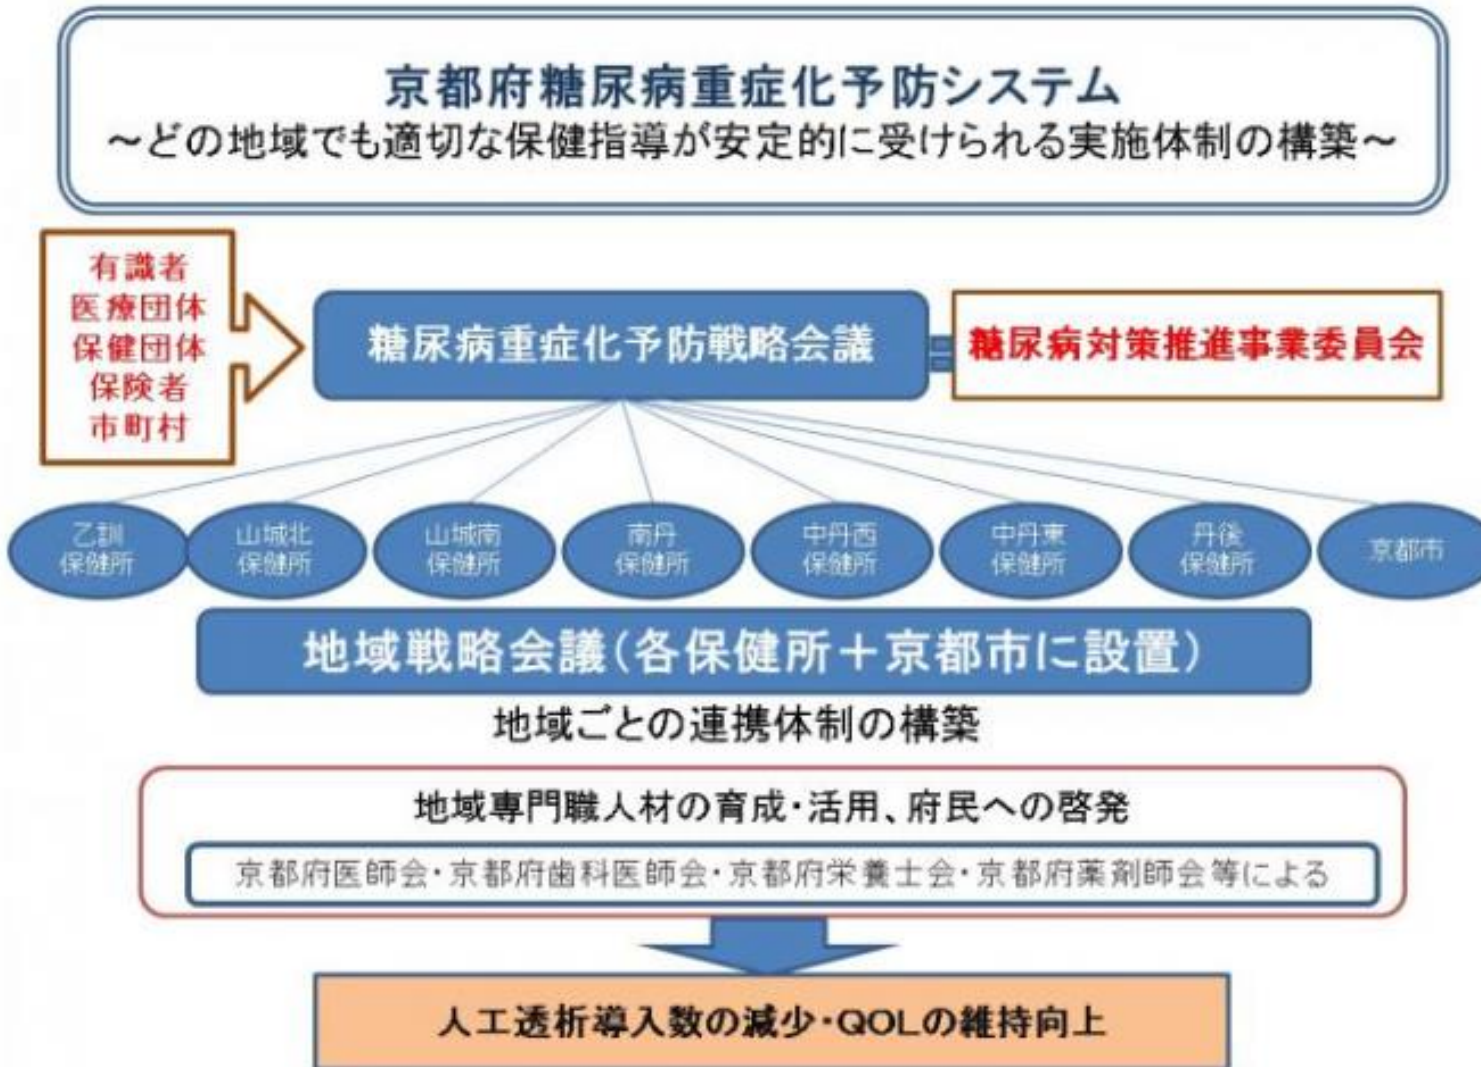 京都府糖尿病重症化予防システム
～どの地域でも適切な保健指導が安定的に受けられる実施体制の構築～
有識者
医療団体
保健団体
保険者
市町村
糖尿病重症化予防戦略会議
糖尿病対策推進事業委員会
乙訓
保健所
山城北
保健所
山城南
保健所
南丹
保健所
中丹西
保健所
中丹東
保健所
丹後
保健所
京都市
地域戦略会議（各保健所＋京都市に設置）
地域ごとの連携体制の構築
地域専門職人材の育成・活用、府民への啓発
京都府医師会・京都府歯科医師会・京都府栄養士会・京都府薬剤師会等による
人工透析導入数の減少・QOLの維持向上